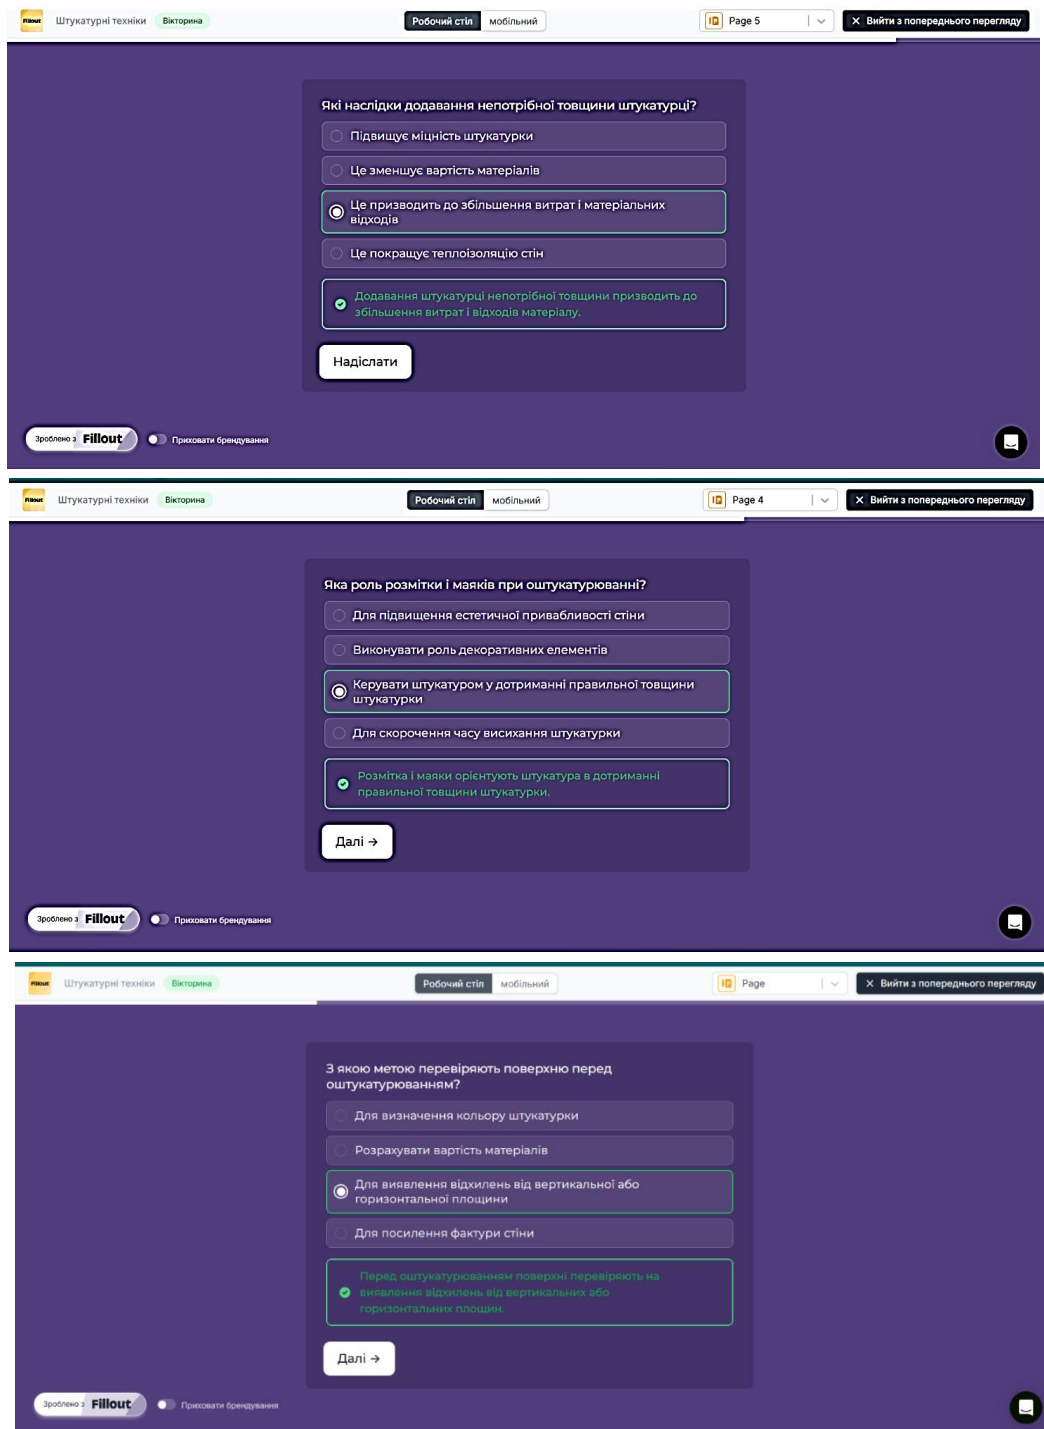 Fillout Штукатурні техніки Вікторина Робочий стіл мобільний Page 5 Вийти з попереднього перегляду
Які наслідки додавання непотрібної товщини штукатурці?
Підвищує міцність штукатурки
Це зменшує вартість матеріалів
Це призводить до збільшення витрат і матеріальних
відходів
Це покращує теплоізоляцію стін
Додавання штукатурці непотрібної товщини призводить до
збільшення витрат і відходів матеріалу.
Надіслати
Зроблено з Fillout Приховати брендування
Fillout Штукатурні техніки Вікторина Робочий стіл мобільний Page 4 Вийти з попереднього перегляду
Яка роль розмітки і маяків при оштукатурюванні?
Для підвищення естетичної привабливості стіни
Виконувати роль декоративних елементів
Керувати штукатуром у дотриманні правильної товщини
штукатурки
Для скорочення часу висихання штукатурки
Розмітка і маяки орієнтують штукатура в дотриманні
правильної товщини штукатурки.
Далі →
Зроблено з Fillout Приховати брендування
Fillout Штукатурні техніки Вікторина Робочий стіл мобільний Page Вийти з попереднього перегляду
З якою метою перевіряють поверхню перед
оштукатурюванням?
Для визначення кольору штукатурки
Розрахувати вартість матеріалів
Для виявлення відхилень від вертикальної або
горизонтальної площини
Для посилення фактури стіни
Перед оштукатурюванням поверхні перевіряють на
виявлення відхилень від вертикальних або
горизонтальних площин.
Далі →
Зроблено з Fillout Приховати брендування